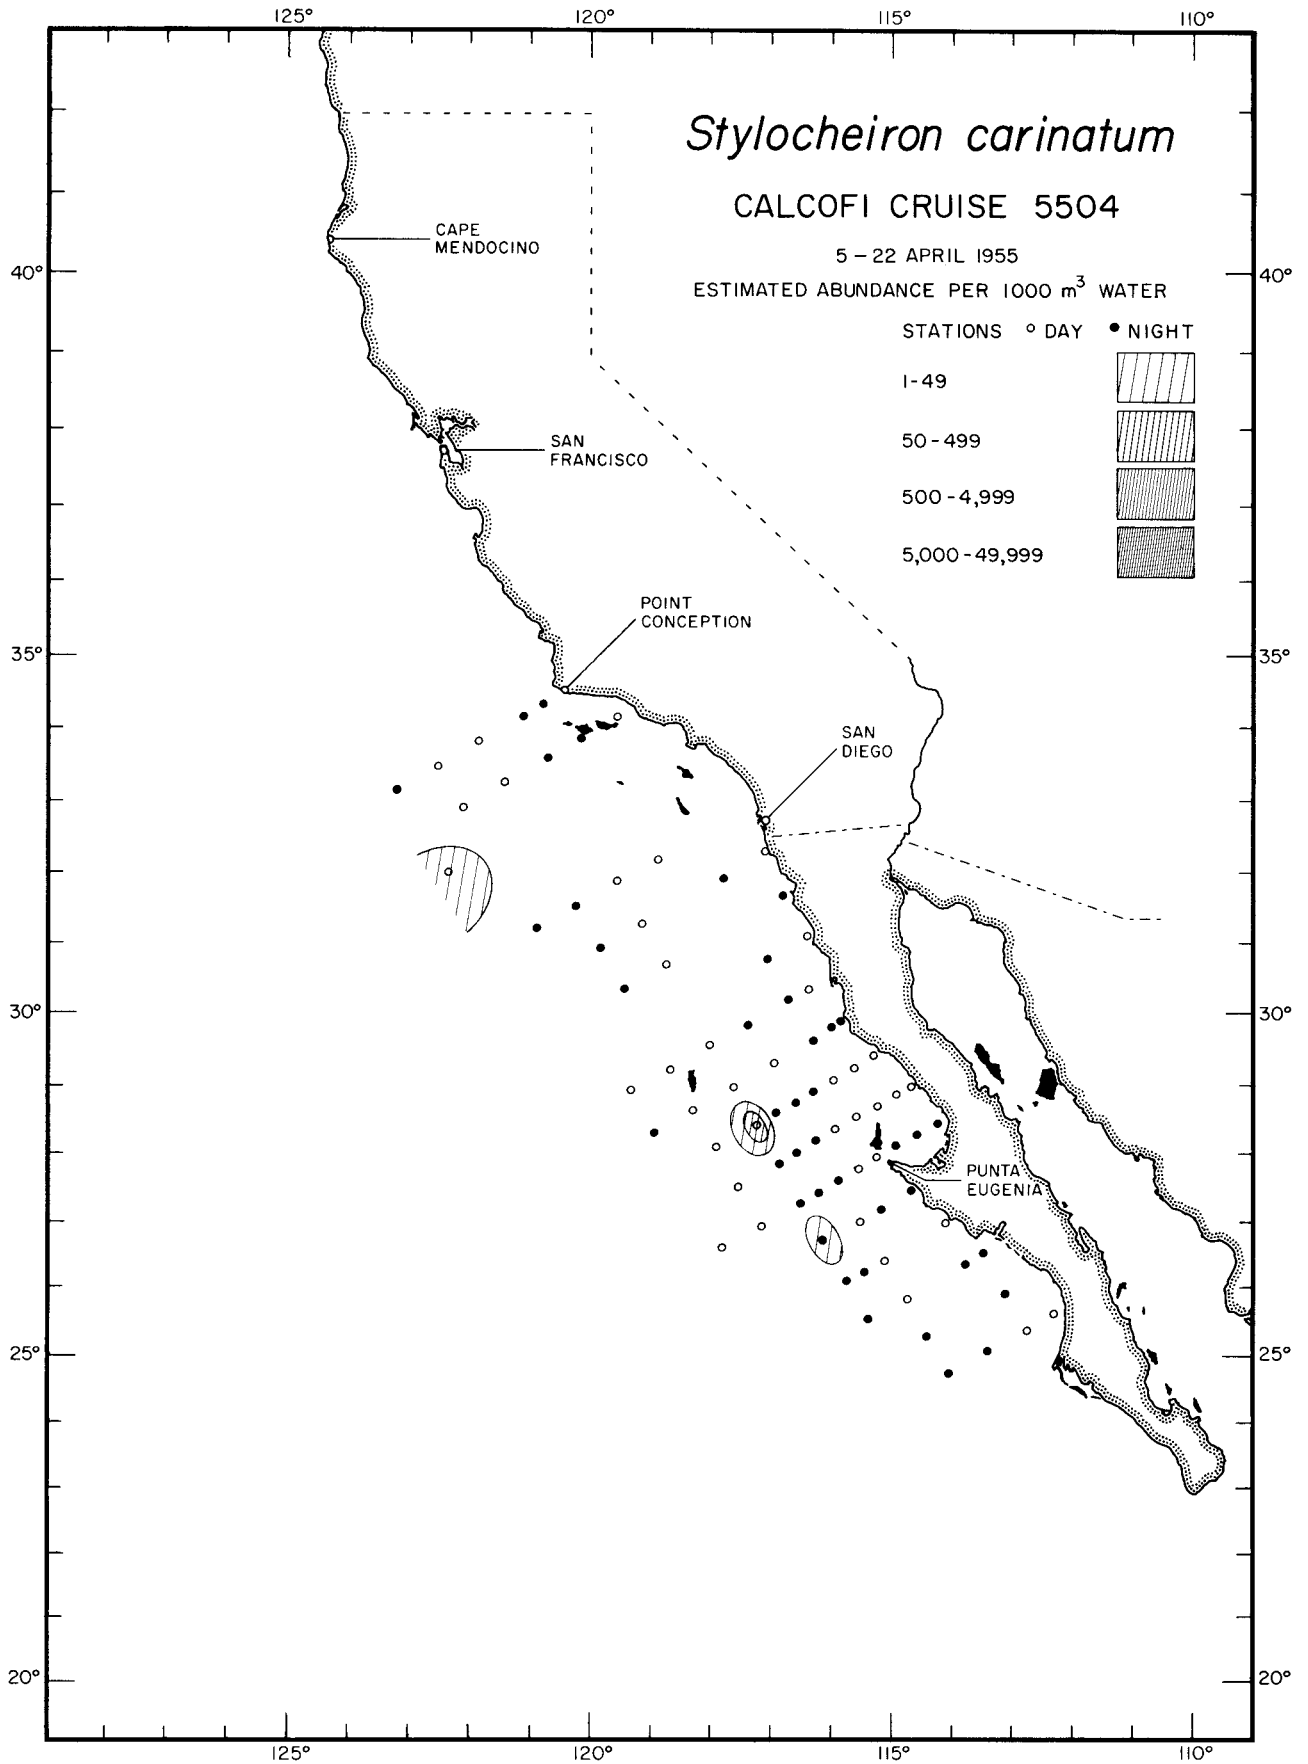 125° 120° 115° 110°
Stylocheiron carinatum
CALCOFI CRUISE 5504
5 – 22 APRIL 1955
ESTIMATED ABUNDANCE PER 1000 m³ WATER
STATIONS ○ DAY ● NIGHT
1-49
50-499
500-4,999
5,000-49,999
CAPE
MENDOCINO
40° 40°
SAN
FRANCISCO
POINT
CONCEPTION
35° 35°
SAN
DIEGO
30° 30°
PUNTA
EUGENIA
25° 25°
20° 20°
125° 120° 115° 110°